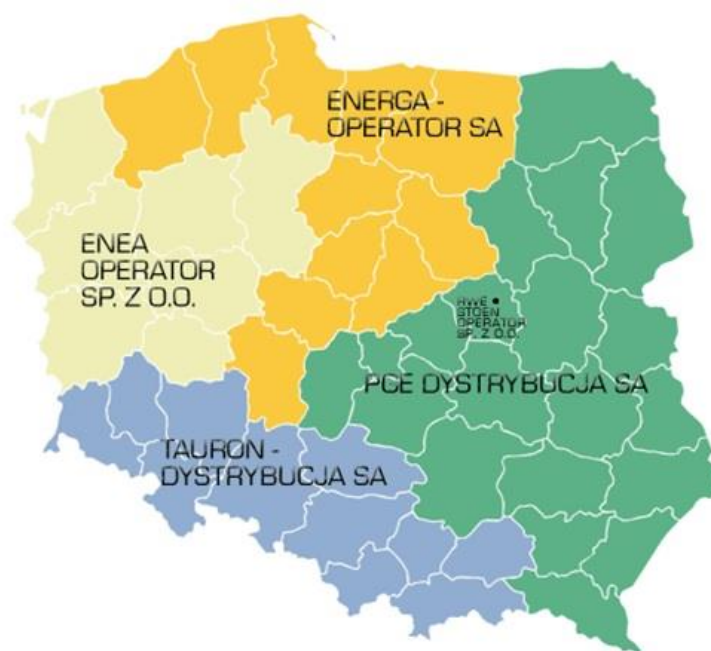 ENERGA -
OPERATOR SA
ENEA
OPERATOR
SP. Z O.O.
RWE
STOEN
OPERATOR
SP. Z O.O.
PGE DYSTRYBUCJA SA
TAURON -
DYSTRYBUCJA SA